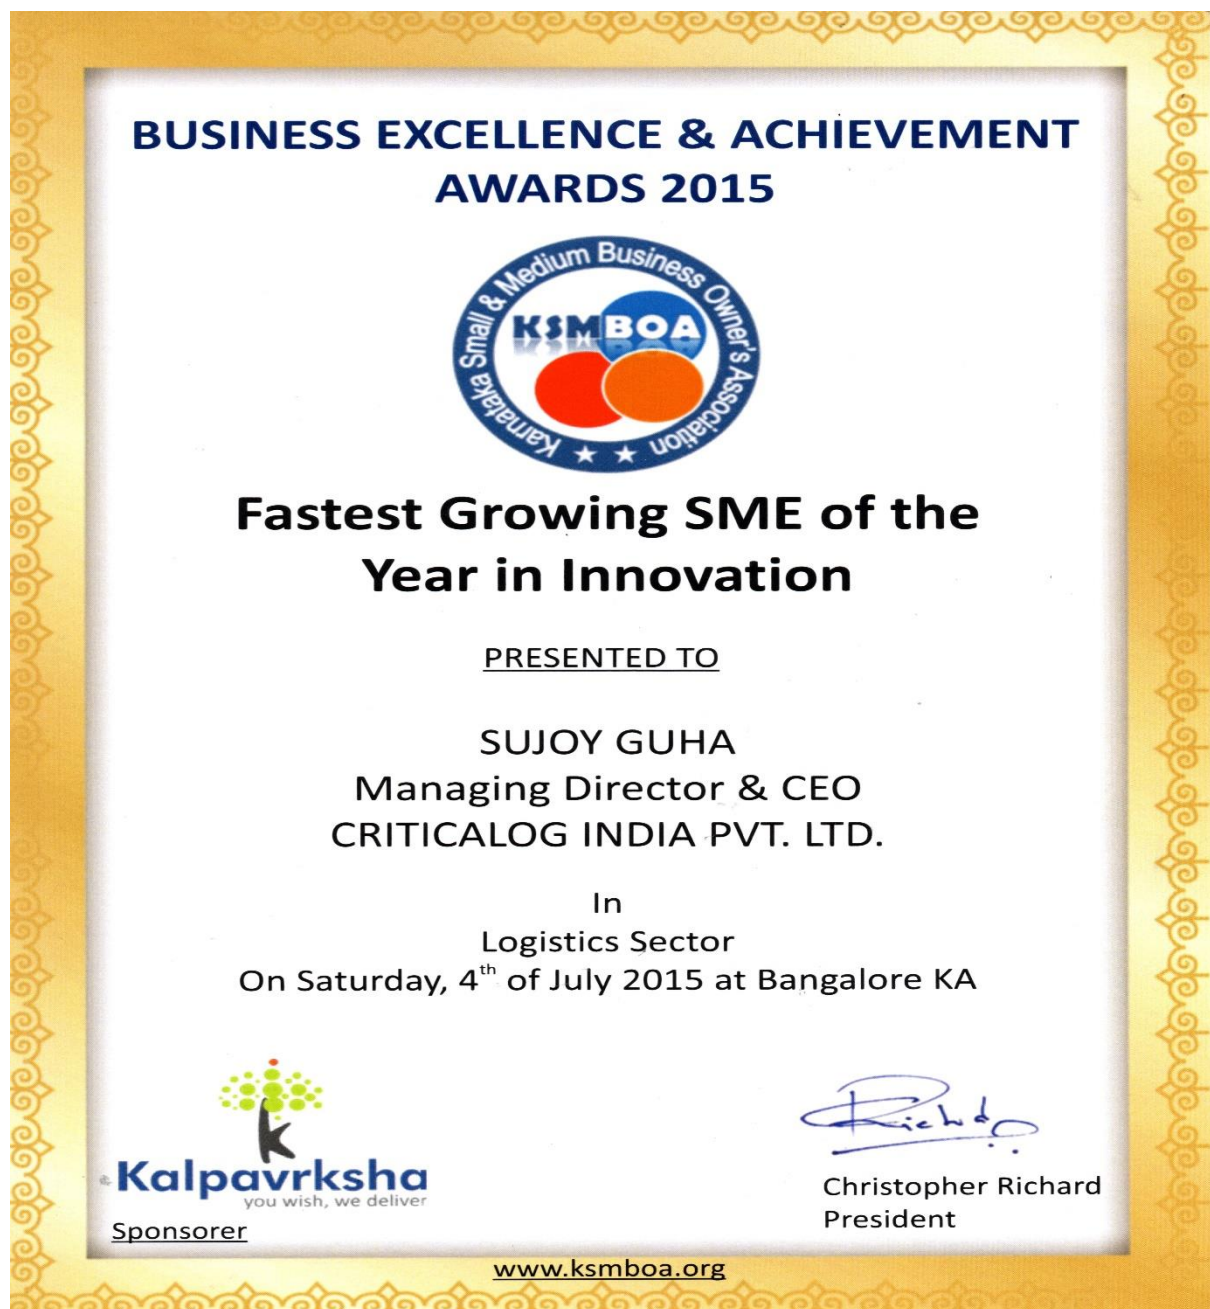 BUSINESS EXCELLENCE & ACHIEVEMENT
AWARDS 2015
Karnataka Small & Medium Business Owner's Association
KSMBOA
Fastest Growing SME of the
Year in Innovation
PRESENTED TO
SUJOY GUHA
Managing Director & CEO
CRITICALOG INDIA PVT. LTD.
In
Logistics Sector
On Saturday, 4th of July 2015 at Bangalore KA
k
Kalpavrksha
you wish, we deliver
Sponsorer
Richard
Christopher Richard
President
www.ksmboa.org